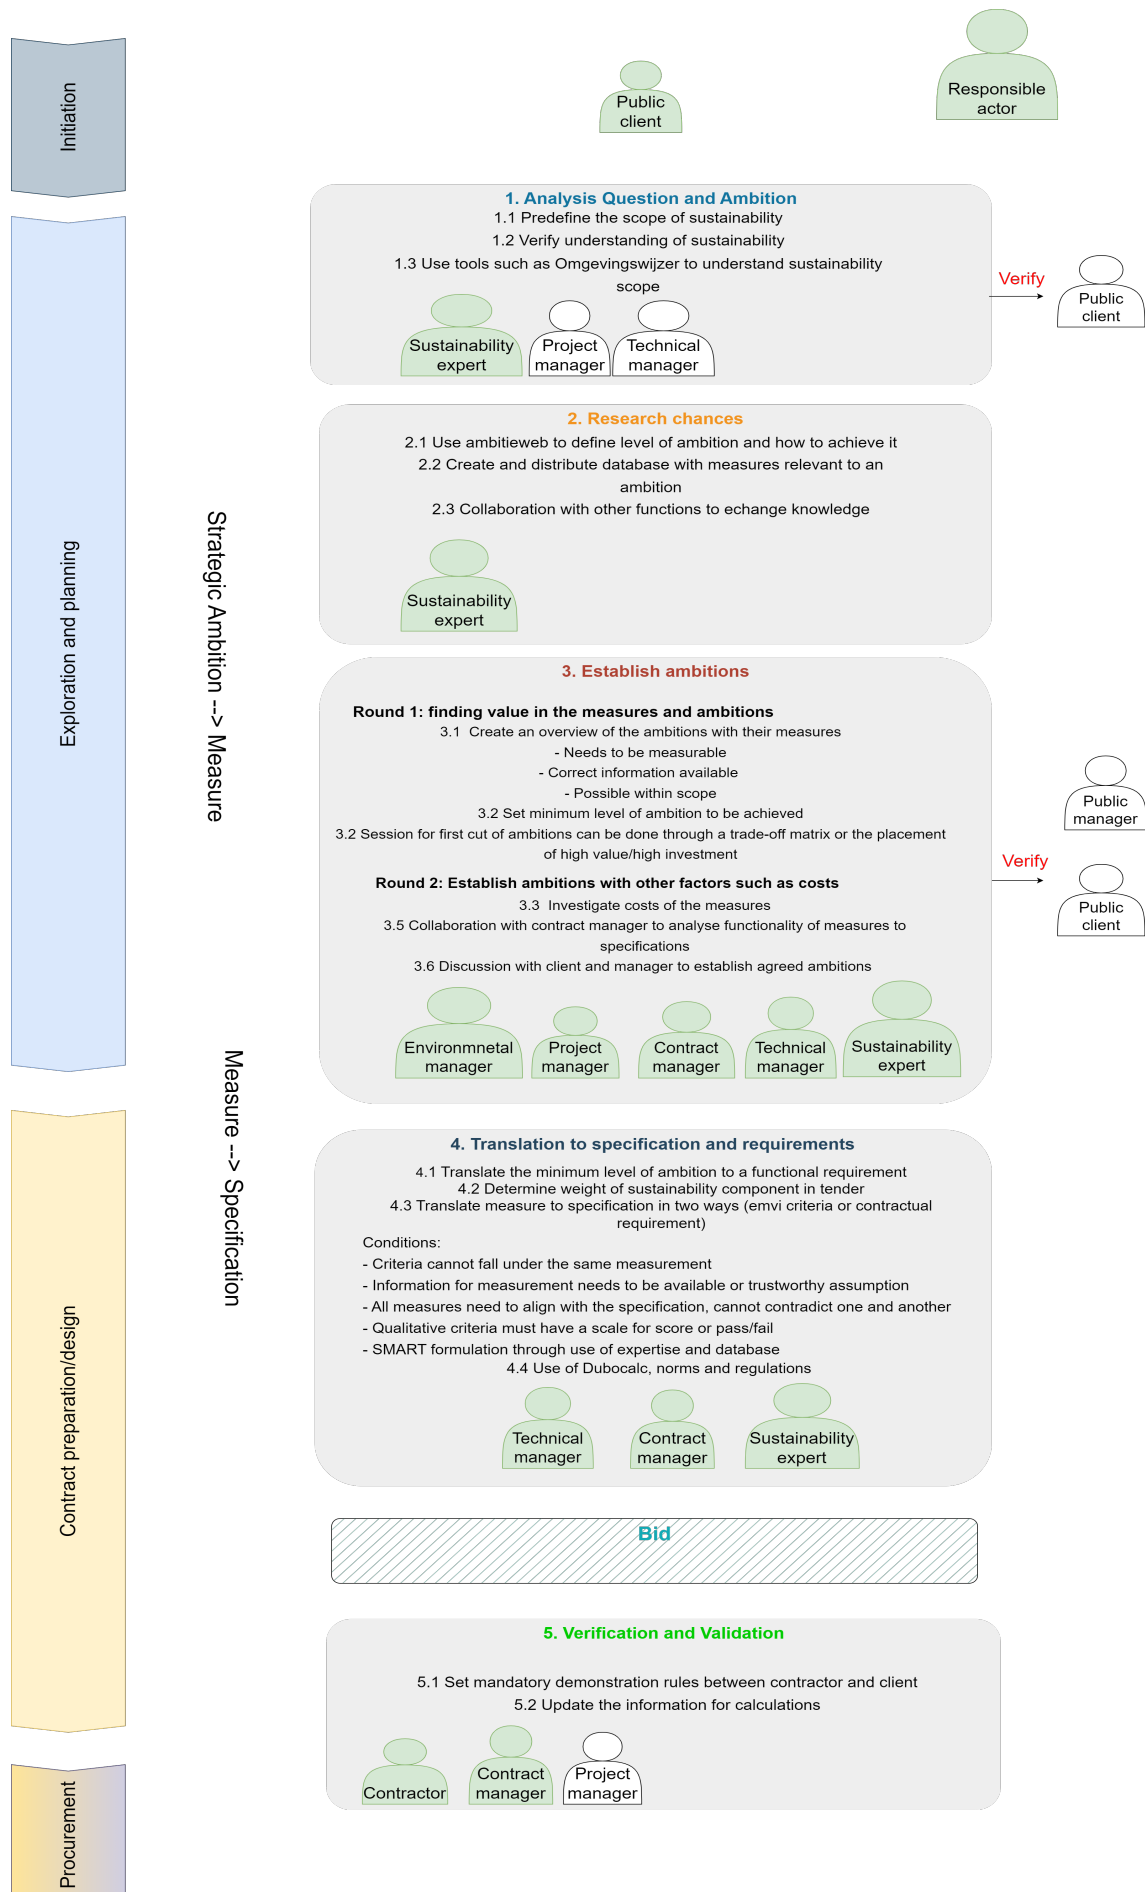 Initiation
Public
client
Responsible
actor
1. Analysis Question and Ambition
1.1 Predefine the scope of sustainability
1.2 Verify understanding of sustainability
1.3 Use tools such as Omgevingswijzer to understand sustainability
scope
Sustainability
expert
Project
manager
Technical
manager
Verify
Public
client
Exploration and planning
Strategic Ambition --> Measure
2. Research chances
2.1 Use ambitieweb to define level of ambition and how to achieve it
2.2 Create and distribute database with measures relevant to an
ambition
2.3 Collaboration with other functions to echange knowledge
Sustainability
expert
3. Establish ambitions
Round 1: finding value in the measures and ambitions
3.1 Create an overview of the ambitions with their measures
- Needs to be measurable
- Correct information available
- Possible within scope
3.2 Set minimum level of ambition to be achieved
3.2 Session for first cut of ambitions can be done through a trade-off matrix or the placement
of high value/high investment
Round 2: Establish ambitions with other factors such as costs
3.3 Investigate costs of the measures
3.5 Collaboration with contract manager to analyse functionality of measures to
specifications
3.6 Discussion with client and manager to establish agreed ambitions
Environmnetal
manager
Project
manager
Contract
manager
Technical
manager
Sustainability
expert
Public
manager
Verify
Public
client
Measure --> Specification
Contract preparation/design
4. Translation to specification and requirements
4.1 Translate the minimum level of ambition to a functional requirement
4.2 Determine weight of sustainability component in tender
4.3 Translate measure to specification in two ways (emvi criteria or contractual
requirement)
Conditions:
- Criteria cannot fall under the same measurement
- Information for measurement needs to be available or trustworthy assumption
- All measures need to align with the specification, cannot contradict one and another
- Qualitative criteria must have a scale for score or pass/fail
- SMART formulation through use of expertise and database
4.4 Use of Dubocalc, norms and regulations
Technical
manager
Contract
manager
Sustainability
expert
Bid
5. Verification and Validation
5.1 Set mandatory demonstration rules between contractor and client
5.2 Update the information for calculations
Contractor
Contract
manager
Project
manager
Procurement